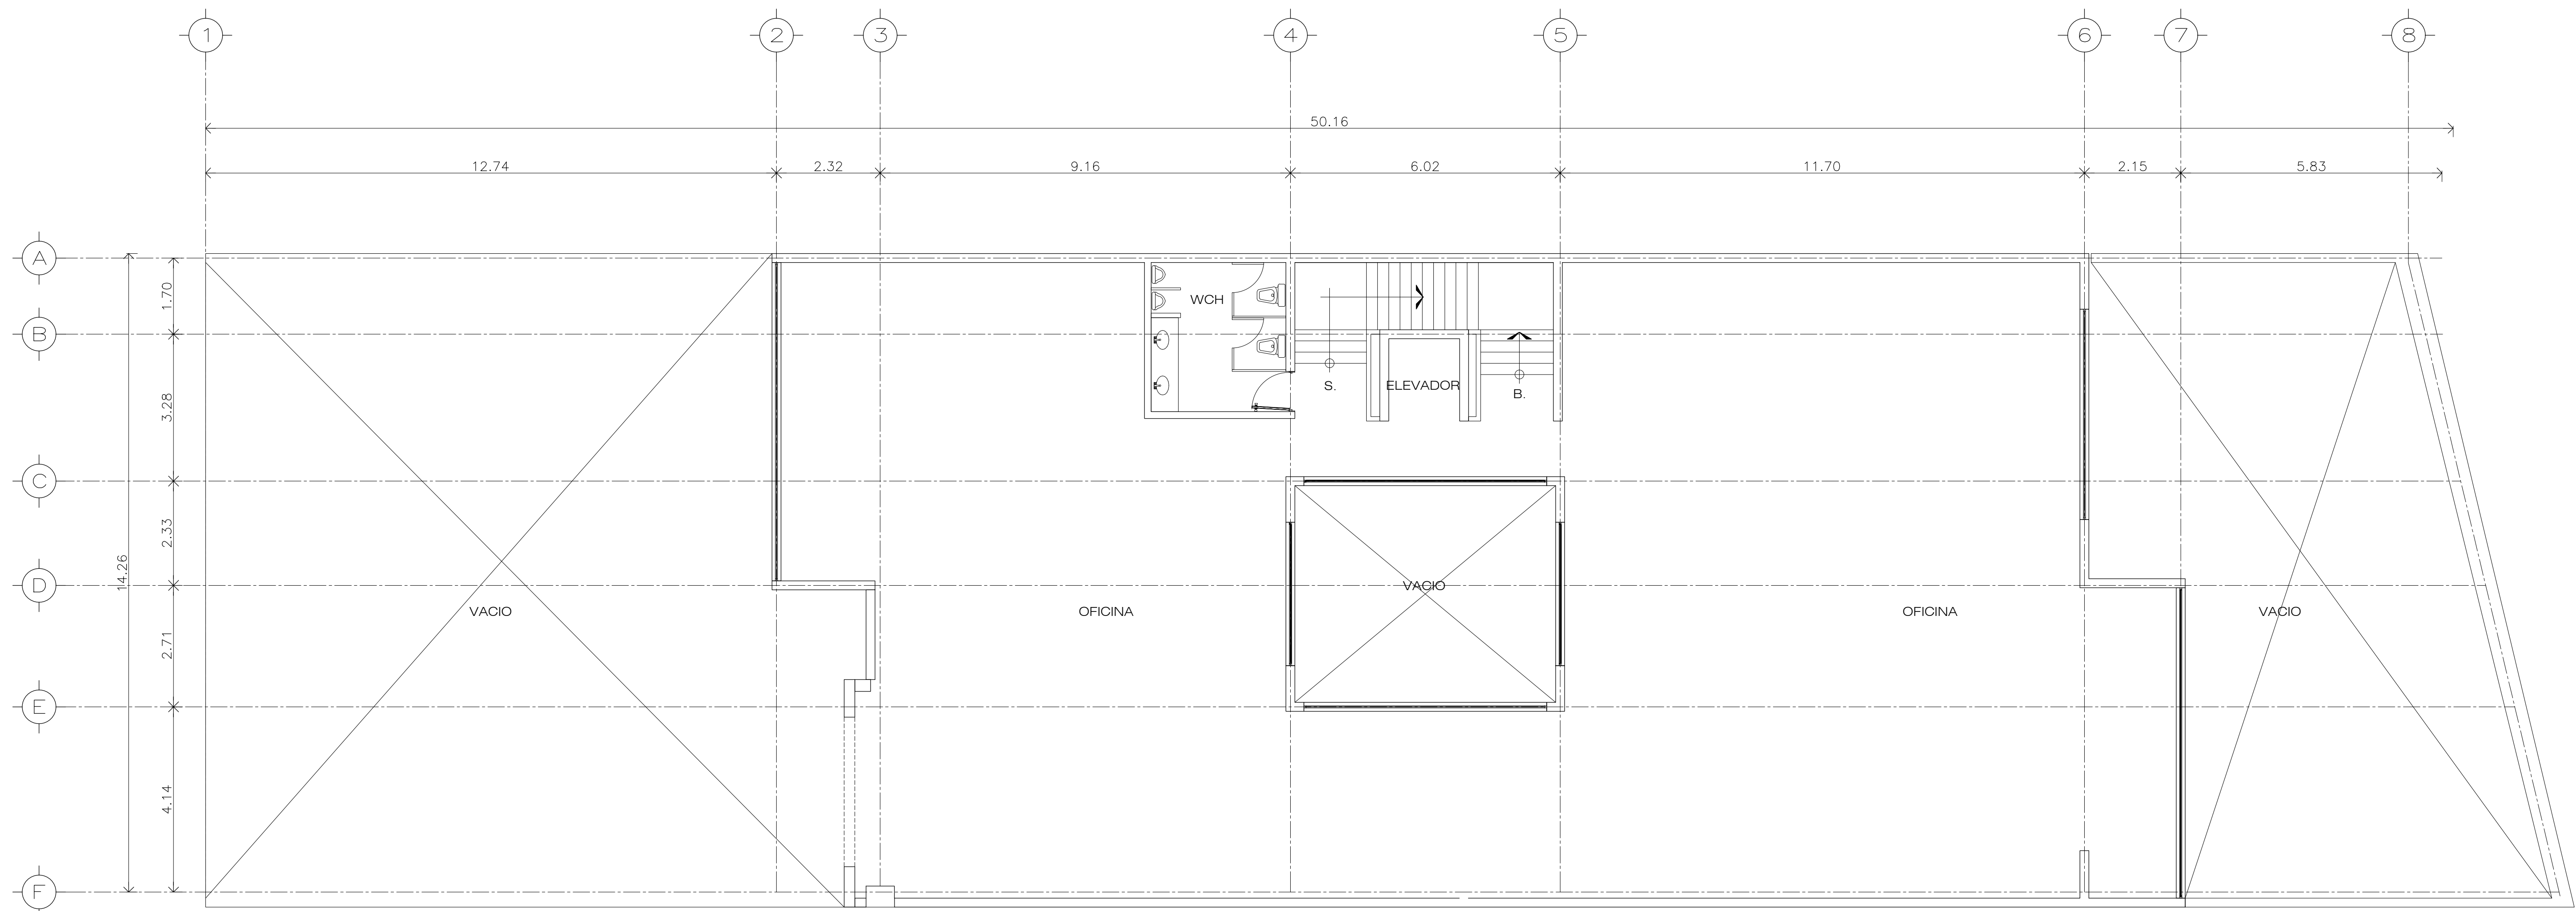 1 2 3 4 5 6 7 8
50.16
12.74 2.32 9.16 6.02 11.70 2.15 5.83
A
1.70
WCH
B
3.28
S. ELEVADOR B.
C
2.33
14.26
D
VACIO
VACIO OFICINA OFICINA VACIO
2.71
E
4.14
F